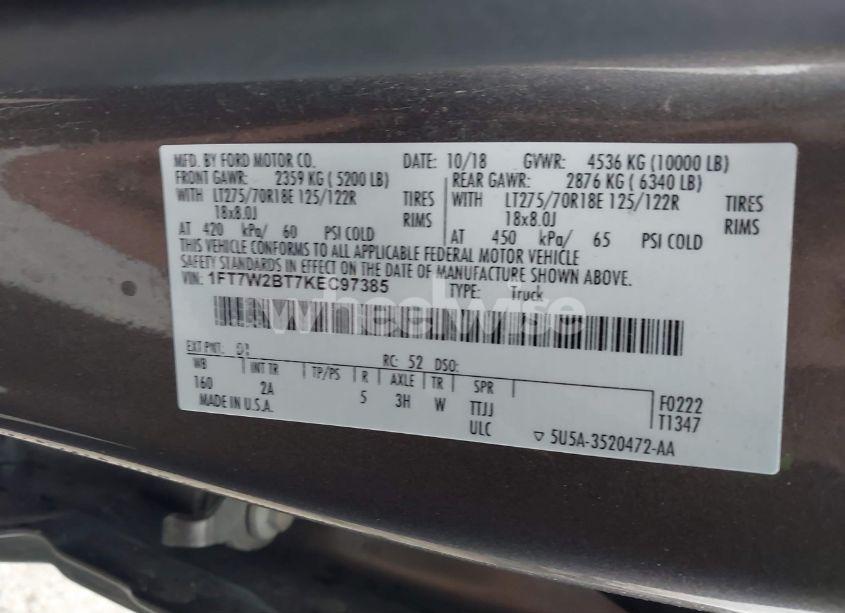 MFD. BY FORD MOTOR CO. DATE: 10/18 GVWR: 4536 KG (10000 LB)
FRONT GAWR: 2359 KG ( 5200 LB) REAR GAWR: 2876 KG ( 6340 LB)
WITH LT275/70R18E 125/122R TIRES WITH LT275/70R18E 125/122R TIRES
18x8.0J RIMS 18x8.0J RIMS
AT 420 kPa/ 60 PSI COLD AT 450 kPa/ 65 PSI COLD
THIS VEHICLE CONFORMS TO ALL APPLICABLE FEDERAL MOTOR VEHICLE
SAFETY STANDARDS IN EFFECT ON THE DATE OF MANUFACTURE SHOWN ABOVE.
VIN: 1FT7W2BT7KEC97385 TYPE: Truck
wheelwise
EXT PNT: RC: 52 DSO:
WB INT TR TP/PS R AXLE TR SPR F0222
160 2A 5 3H W TTJJ T1347
MADE IN U.S.A. ULC ▽ 5U5A-3520472-AA